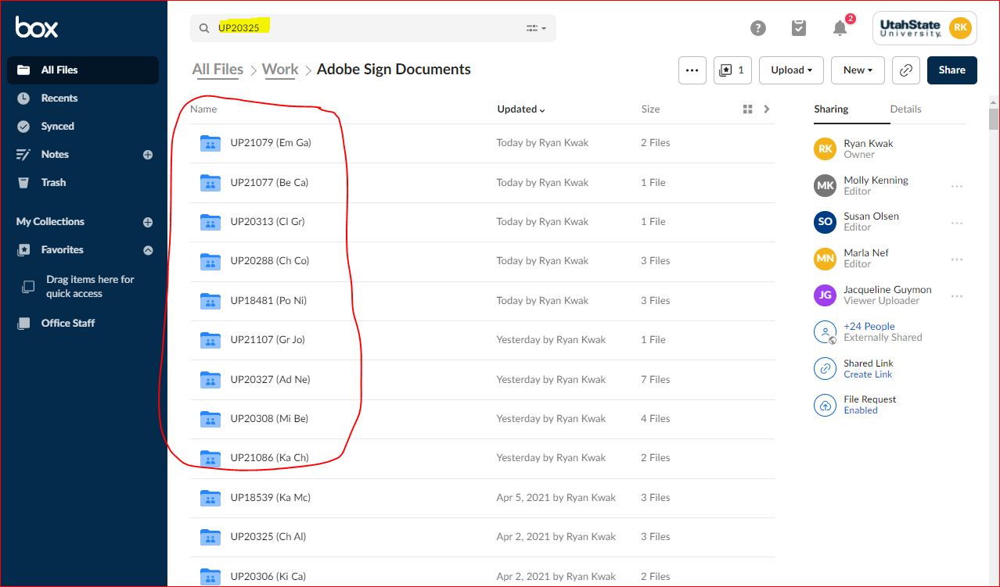 box
UP20325
2
UtahState
University.
RK
All Files
Recents
Synced
Notes
Trash
My Collections
Favorites
Drag items here for
quick access
Office Staff
All Files > Work > Adobe Sign Documents
1
Upload
New
Share
Name Updated Size
UP21079 (Em Ga) Today by Ryan Kwak 2 Files
UP21077 (Be Ca) Today by Ryan Kwak 1 File
UP20313 (Cl Gr) Today by Ryan Kwak 1 File
UP20288 (Ch Co) Today by Ryan Kwak 3 Files
UP18481 (Po Ni) Today by Ryan Kwak 3 Files
UP21107 (Gr Jo) Yesterday by Ryan Kwak 1 File
UP20327 (Ad Ne) Yesterday by Ryan Kwak 7 Files
UP20308 (Mi Be) Yesterday by Ryan Kwak 4 Files
UP21086 (Ka Ch) Yesterday by Ryan Kwak 2 Files
UP18539 (Ka Mc) Apr 5, 2021 by Ryan Kwak 3 Files
UP20325 (Ch Al) Apr 2, 2021 by Ryan Kwak 3 Files
UP20306 (Ki Ca) Apr 2, 2021 by Ryan Kwak 2 Files
Sharing Details
RK Ryan Kwak
Owner
MK Molly Kenning
Editor
SO Susan Olsen
Editor
MN Marla Nef
Editor
JG Jacqueline Guymon
Viewer Uploader
+24 People
Externally Shared
Shared Link
Create Link
File Request
Enabled